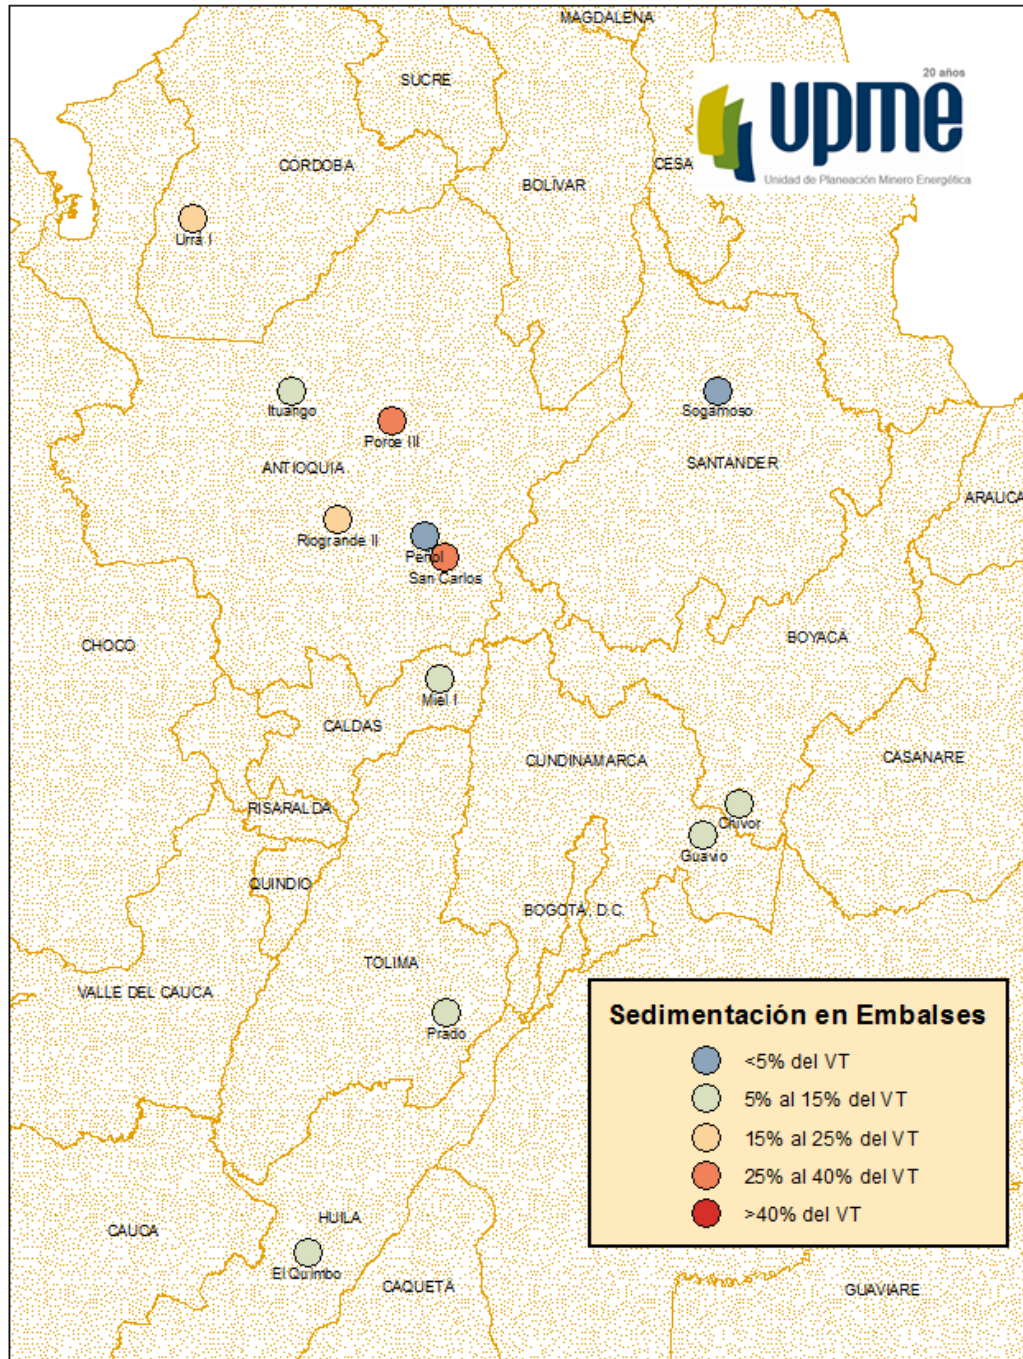 MAGDALENA
20 años
SUCRE
upme
CORDOBA
CESA
BOLÍVAR
Unidad de Planeación Minero Energética
Urrá I
Ituango
Sogamoso
Porce III
ANTIOQUIA
SANTANDER
ARAUCA
Riogrande II
Peñol
San Carlos
CHOCO
BOYACA
Miel I
CALDAS
CUNDINAMARCA
CASANARE
RISARALDA
Chivor
Guavio
QUINDIO
BOGOTÁ, D.C.
TOLIMA
VALLE DEL CAUCA
Prado
Sedimentación en Embalses
<5% del VT
5% al 15% del VT
15% al 25% del VT
25% al 40% del VT
>40% del VT
HUILA
CAUCA
El Quimbo
CAQUETÁ
GUAVIARE